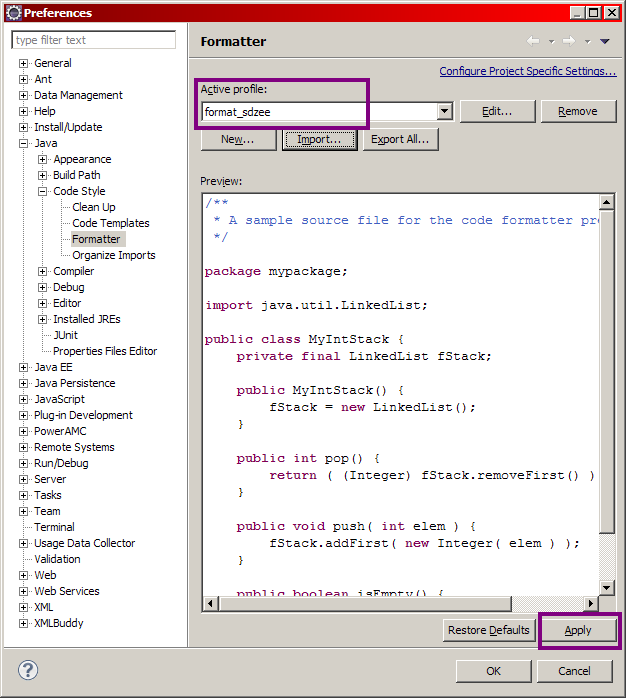 Preferences
type filter text
General
Ant
Data Management
Help
Install/Update
Java
Appearance
Build Path
Code Style
Clean Up
Code Templates
Formatter
Organize Imports
Compiler
Debug
Editor
Installed JREs
JUnit
Properties Files Editor
Java EE
Java Persistence
JavaScript
Plug-in Development
PowerAMC
Remote Systems
Run/Debug
Server
Tasks
Team
Terminal
Usage Data Collector
Validation
Web
Web Services
XML
XMLBuddy
Formatter
Configure Project Specific Settings...
Active profile:
format_sdzee
Edit...
Remove
New...
Import...
Export All...
Preview:
/**
 * A sample source file for the code formatter pre
 */
package mypackage;
import java.util.LinkedList;
public class MyIntStack {
    private final LinkedList fStack;
    public MyIntStack() {
        fStack = new LinkedList();
    }
    public int pop() {
        return ( (Integer) fStack.removeFirst() )
    }
    public void push( int elem ) {
        fStack.addFirst( new Integer( elem ) );
    }
    public boolean isEmpty() {
Restore Defaults
Apply
?
OK
Cancel